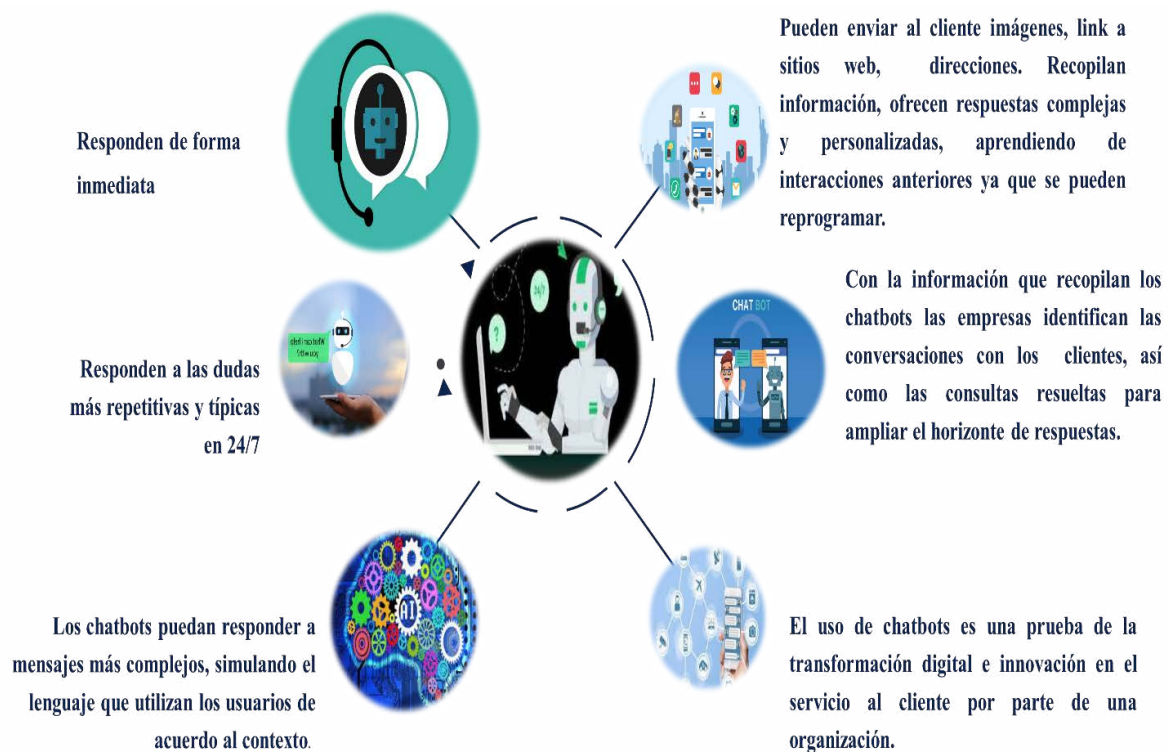 Responden de forma
inmediata
Responden a las dudas
más repetitivas y típicas
en 24/7
Los chatbots puedan responder a
mensajes más complejos, simulando el
lenguaje que utilizan los usuarios de
acuerdo al contexto.
24/7
?
AI
Pueden enviar al cliente imágenes, link a
sitios web, direcciones. Recopilan
información, ofrecen respuestas complejas
y personalizadas, aprendiendo de
interacciones anteriores ya que se pueden
reprogramar.
CHAT BOT
Con la información que recopilan los
chatbots las empresas identifican las
conversaciones con los clientes, así
como las consultas resueltas para
ampliar el horizonte de respuestas.
El uso de chatbots es una prueba de la
transformación digital e innovación en el
servicio al cliente por parte de una
organización.